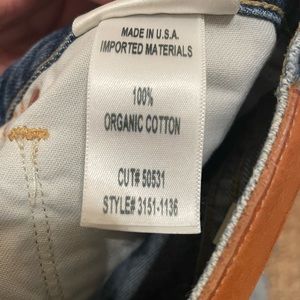 MADE IN U.S.A.
IMPORTED MATERIALS
100%
ORGANIC COTTON
CUT# 50531
STYLE# 3151-1136